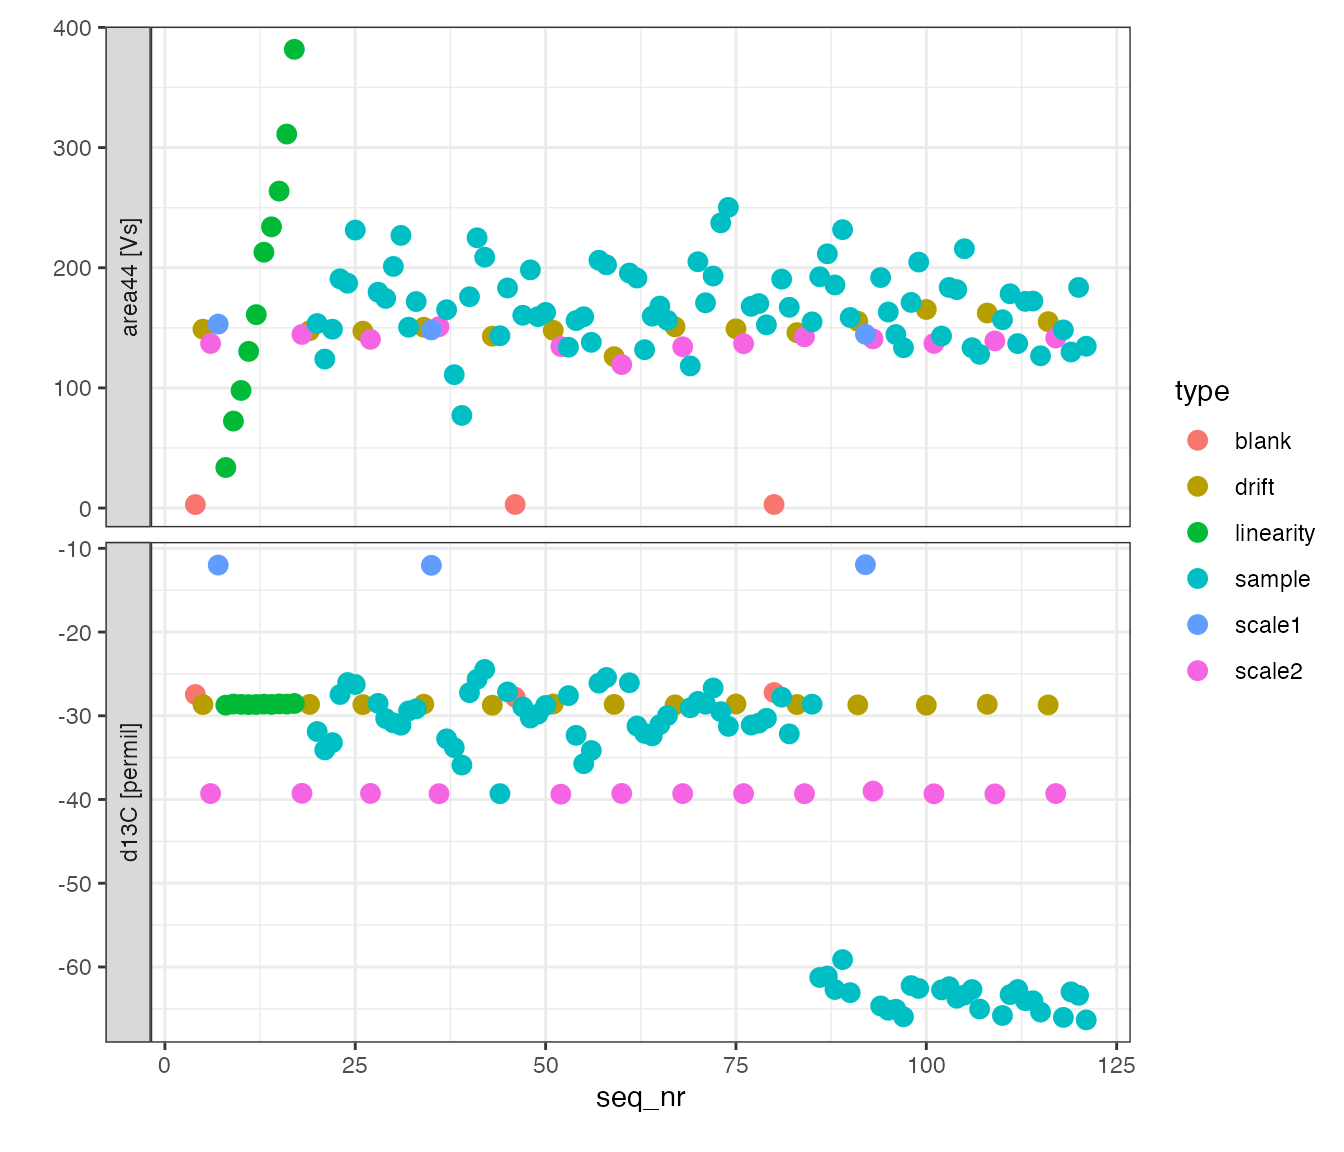 400
300
200
100
0
area44 [Vs]
-10
-20
-30
-40
-50
-60
d13C [permil]
0 25 50 75 100 125
seq_nr
type
blank
drift
linearity
sample
scale1
scale2